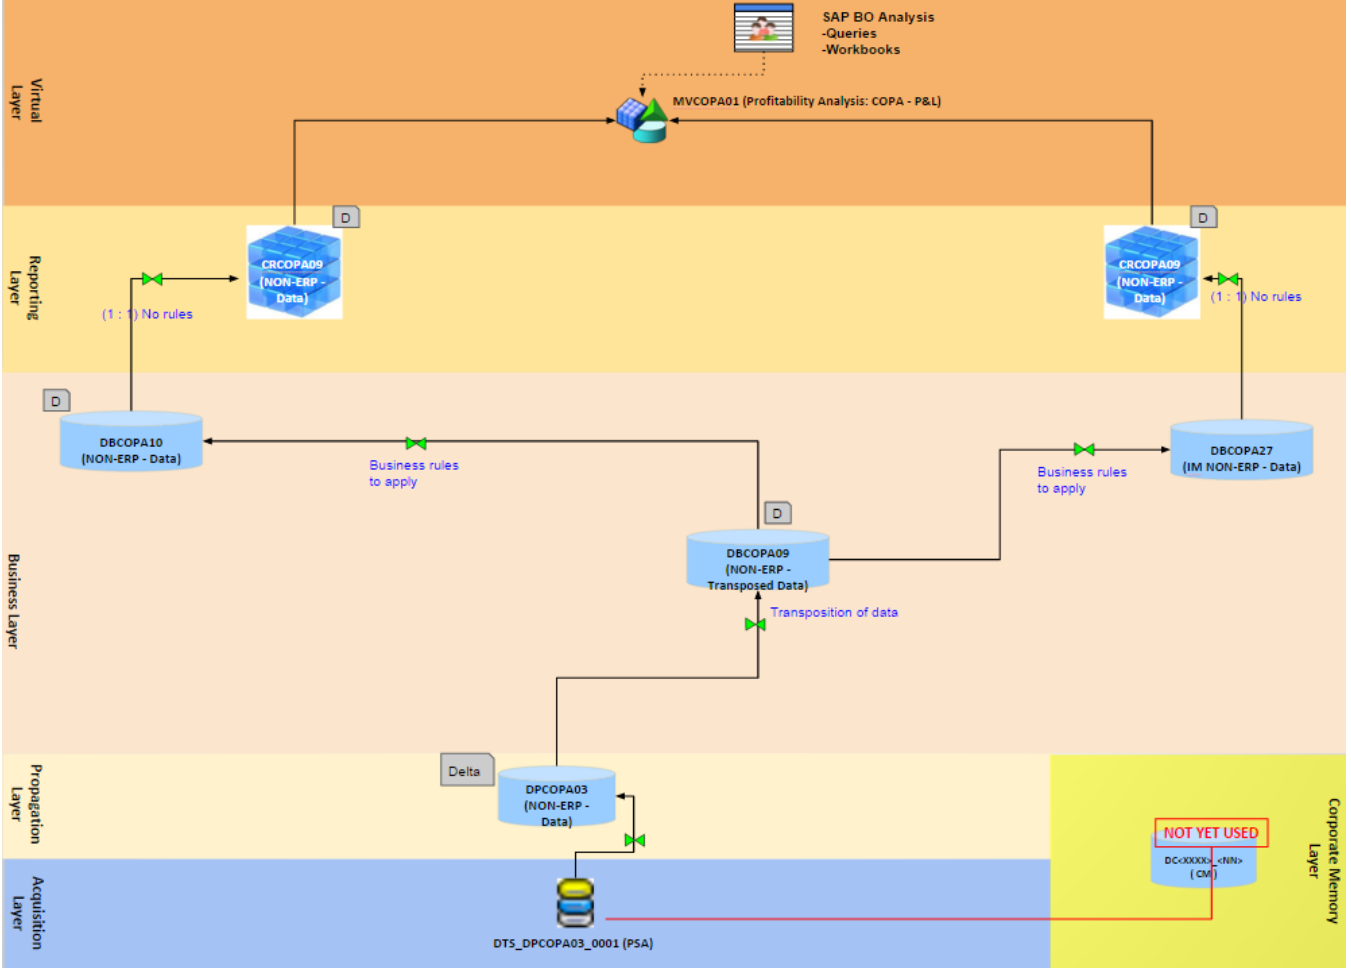 SAP BO Analysis
-Queries
-Workbooks
Virtual
Layer
MVCOPA01 (Profitability Analysis: COPA - P&L)
Reporting
Layer
D
CRCOPA09
(NON-ERP -
Data)
(1 : 1) No rules
D
CRCOPA09
(NON-ERP -
Data)
(1 : 1) No rules
Business Layer
D
DBCOPA10
(NON-ERP - Data)
Business rules
to apply
Business rules
to apply
DBCOPA27
(IM NON-ERP - Data)
D
DBCOPA09
(NON-ERP -
Transposed Data)
Transposition of data
Propagation
Layer
Delta
DPCOPA03
(NON-ERP -
Data)
Corporate Memory
Layer
NOT YET USED
DC<XXXX>_<NN>
( CM )
Acquisition
Layer
DTS_DPCOPA03_0001 (PSA)